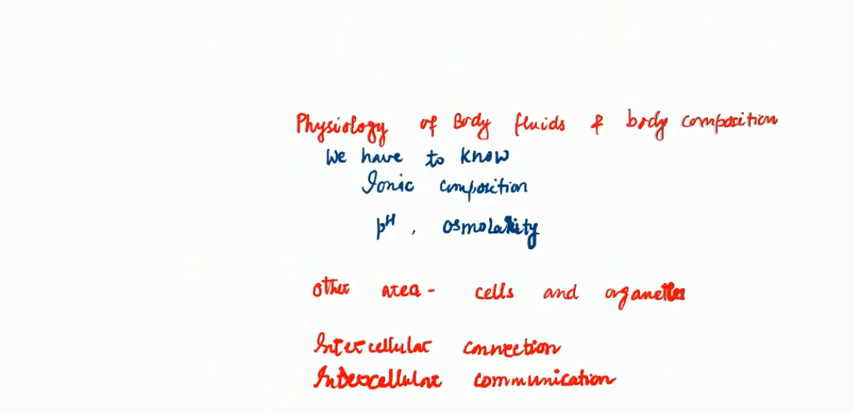 Physiology of Body fluids & body composition
We have to know
Ionic composition
pH, osmolality
other area - cells and organelles
Intercellular connection
Intercellular communication